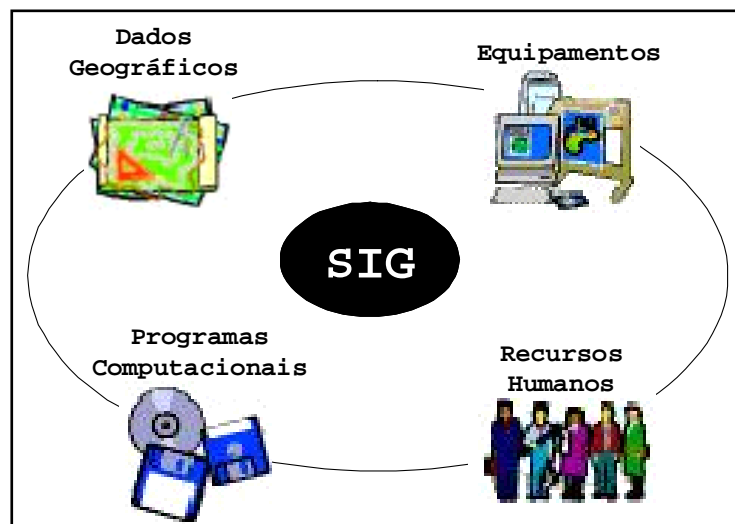 Dados
Geográficos
Equipamentos
SIG
Programas
Computacionais
Recursos
Humanos